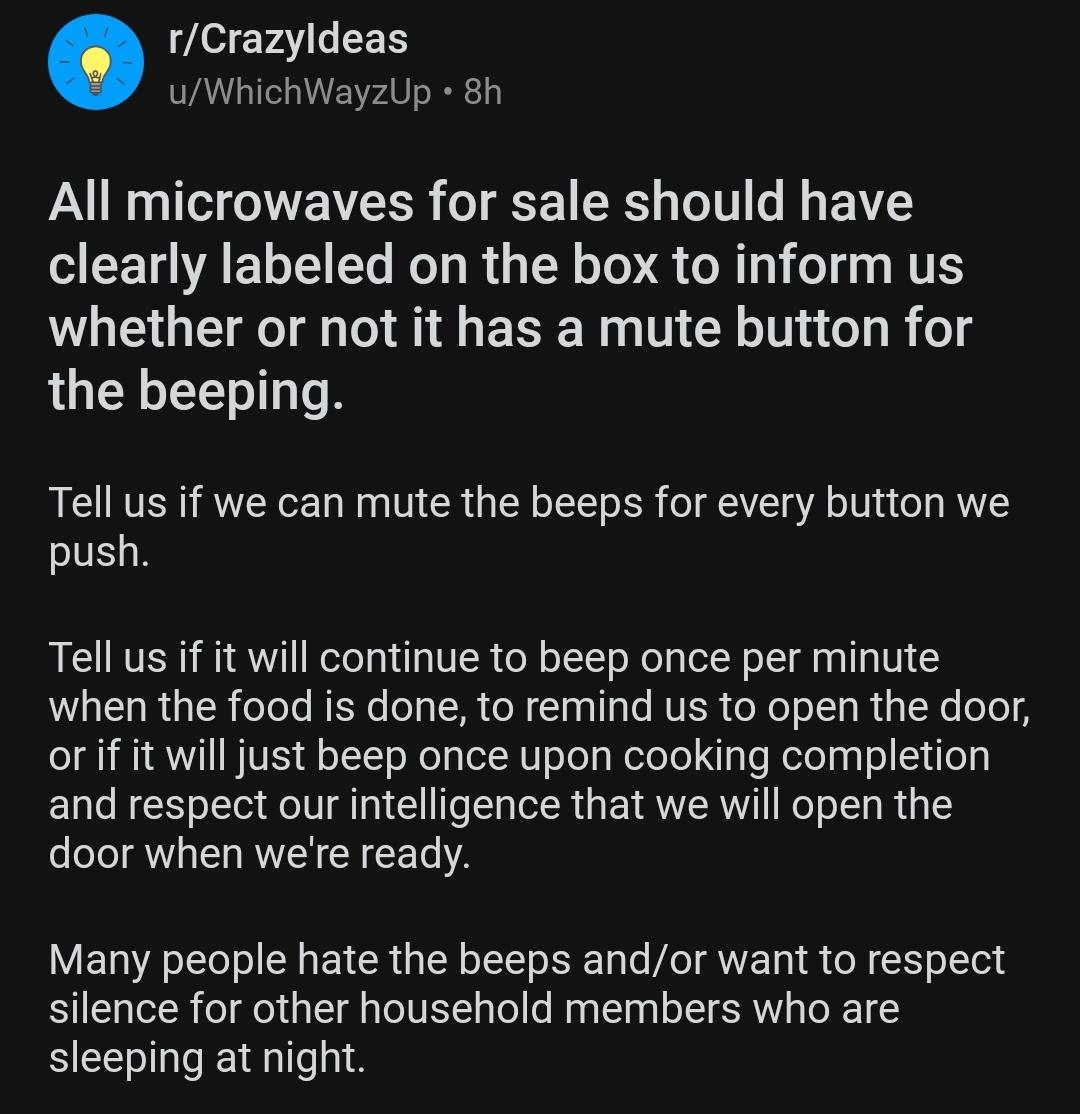 r/CrazyIdeas
u/WhichWayzUp • 8h
All microwaves for sale should have
clearly labeled on the box to inform us
whether or not it has a mute button for
the beeping.
Tell us if we can mute the beeps for every button we
push.
Tell us if it will continue to beep once per minute
when the food is done, to remind us to open the door,
or if it will just beep once upon cooking completion
and respect our intelligence that we will open the
door when we're ready.
Many people hate the beeps and/or want to respect
silence for other household members who are
sleeping at night.